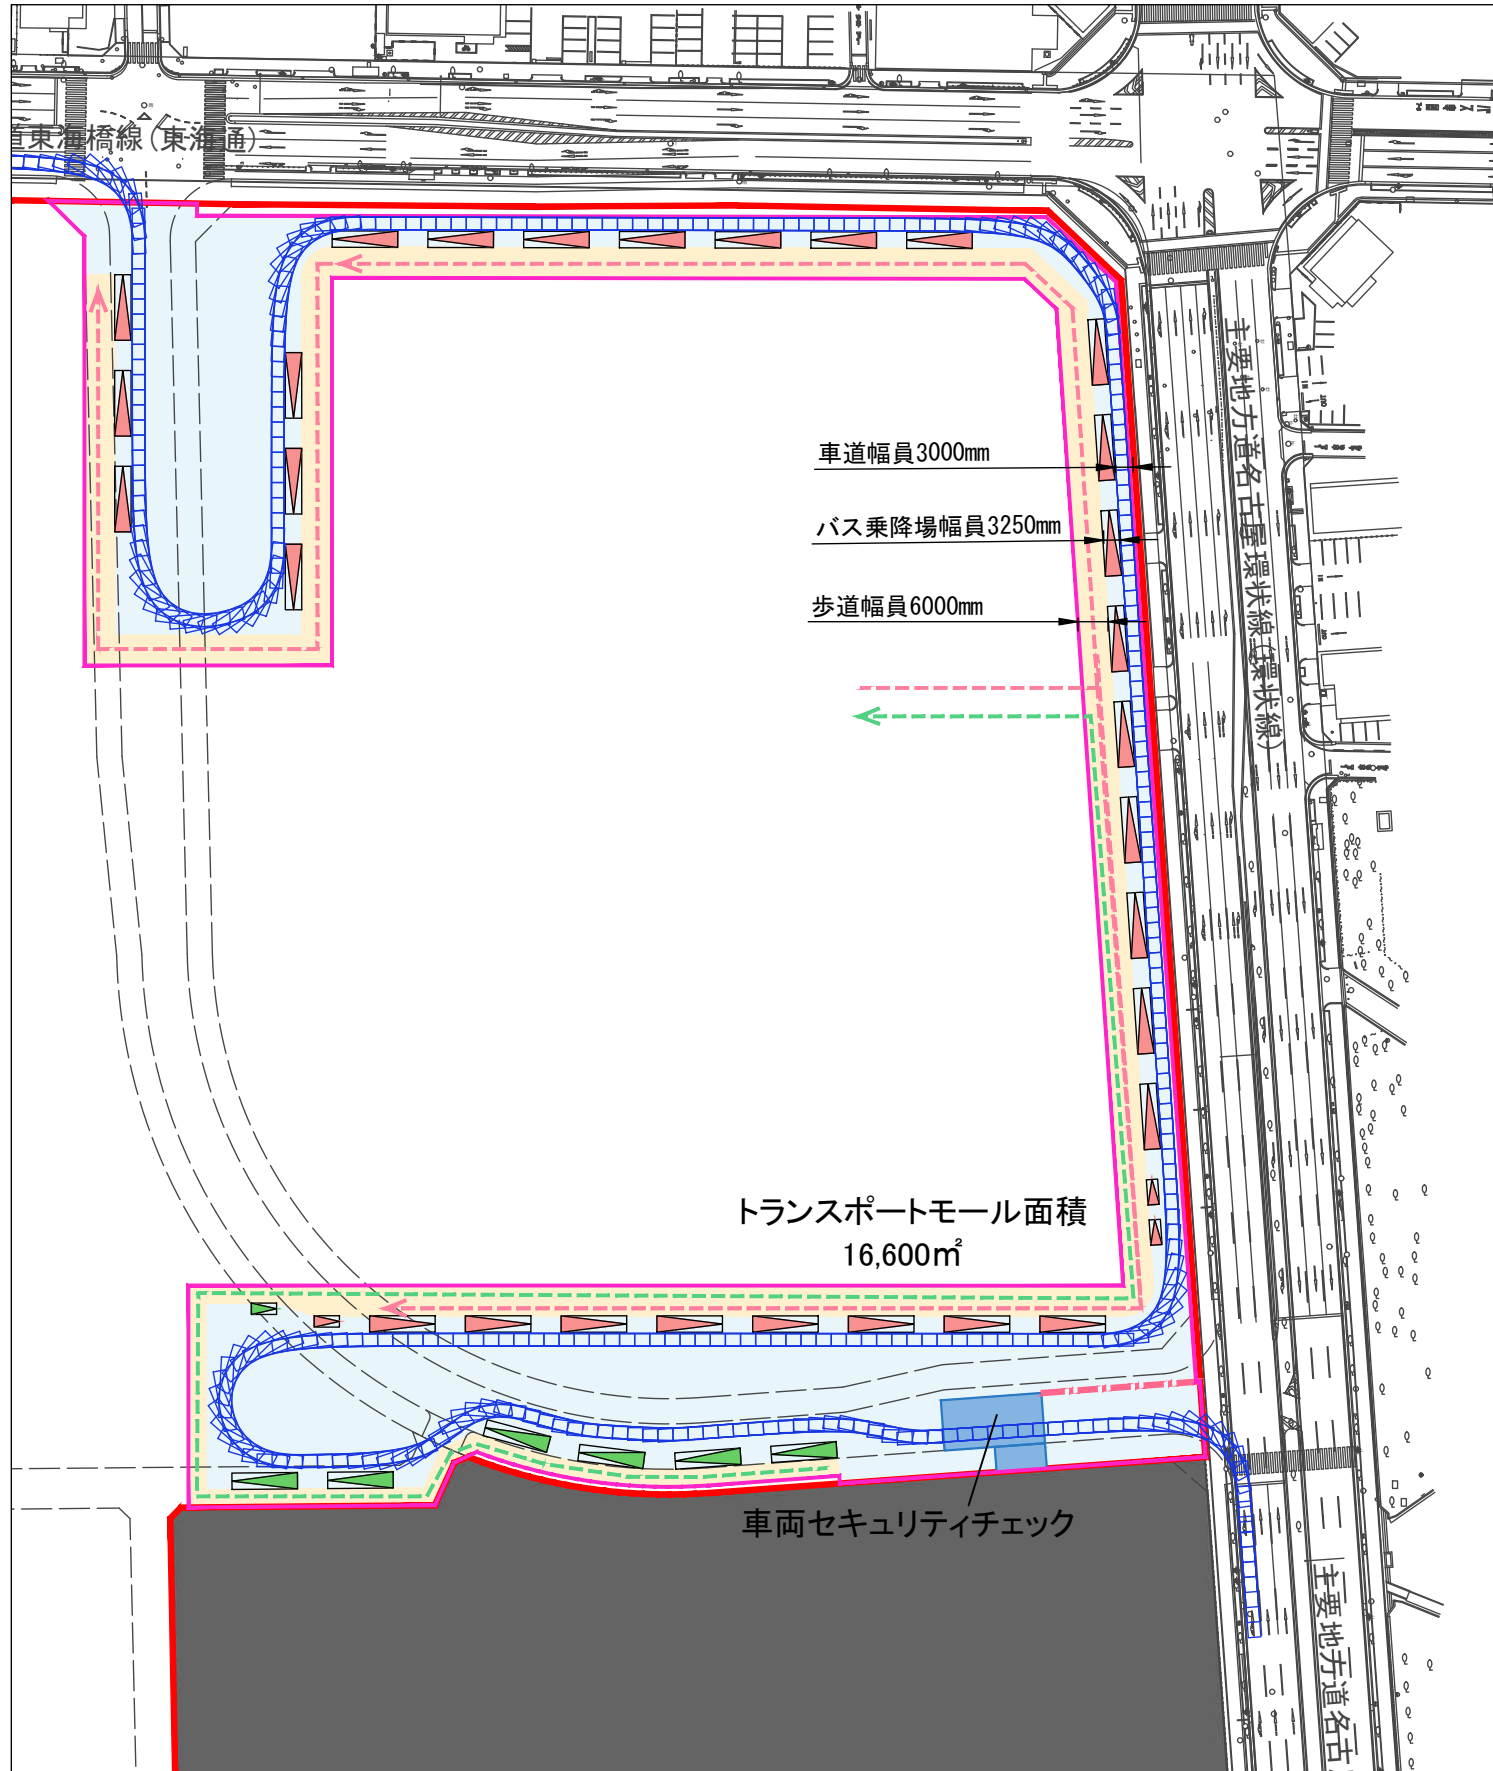 道東海橋線(東海通)
主要地方道名古屋環状線(環状線)
車道幅員3000mm
バス乗降場幅員3250mm
歩道幅員6000mm
トランスポートモール面積
16,600㎡
車両セキュリティチェック
主要地方道名古